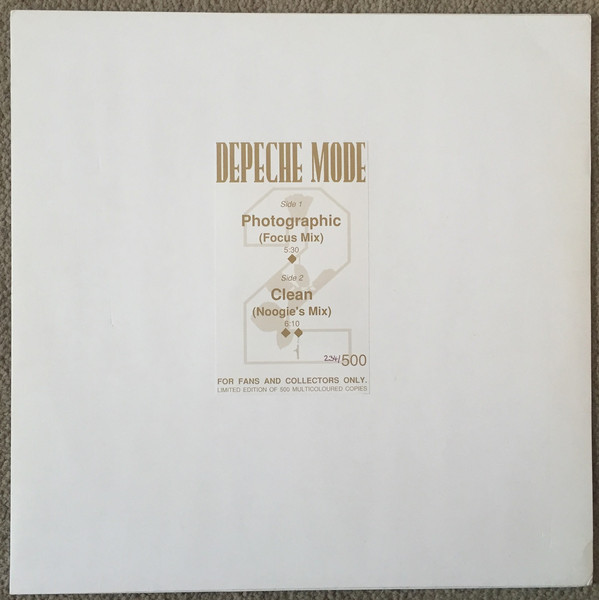 DEPECHE MODE
Side 1
Photographic
(Focus Mix)
5:30
Side 2
Clean
(Noogie's Mix)
6:10
234/500
FOR FANS AND COLLECTORS ONLY.
LIMITED EDITION OF 500 MULTICOLOURED COPIES